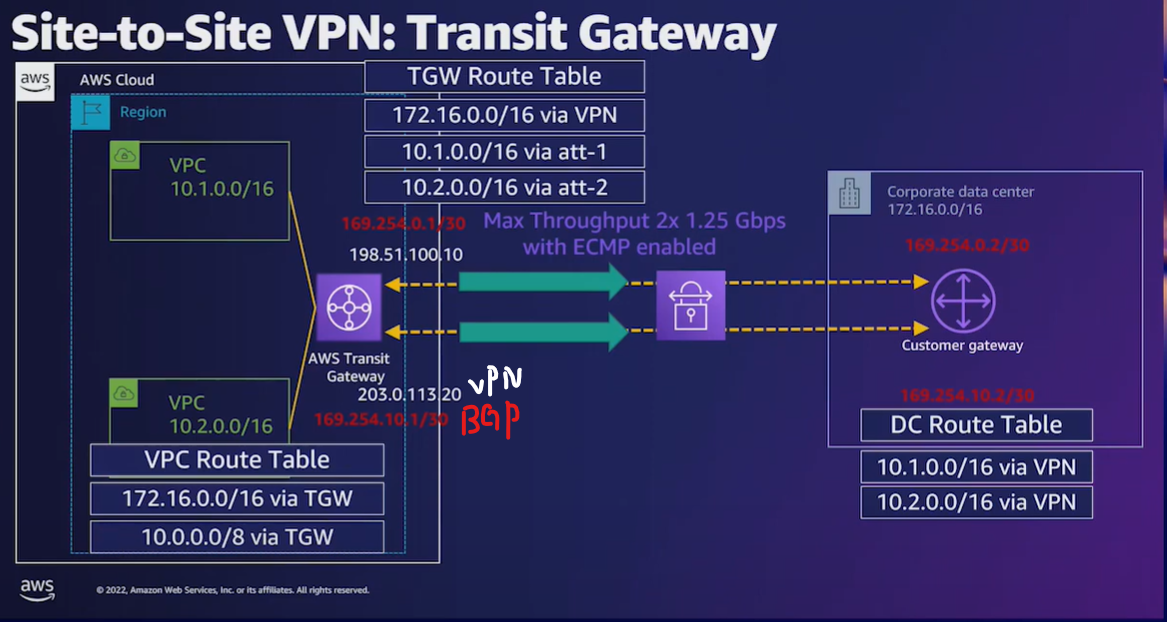 Site-to-Site VPN: Transit Gateway
aws
AWS Cloud
Region
VPC
10.1.0.0/16
TGW Route Table
172.16.0.0/16 via VPN
10.1.0.0/16 via att-1
10.2.0.0/16 via att-2
169.254.0.1/30
198.51.100.10
Max Throughput 2x 1.25 Gbps
with ECMP enabled
Corporate data center
172.16.0.0/16
169.254.0.2/30
Customer gateway
AWS Transit
Gateway
203.0.113.20
169.254.10.1/30
VPN
BGP
VPC
10.2.0.0/16
VPC Route Table
172.16.0.0/16 via TGW
10.0.0.0/8 via TGW
169.254.10.2/30
DC Route Table
10.1.0.0/16 via VPN
10.2.0.0/16 via VPN
aws
© 2022, Amazon Web Services, Inc. or its affiliates. All rights reserved.